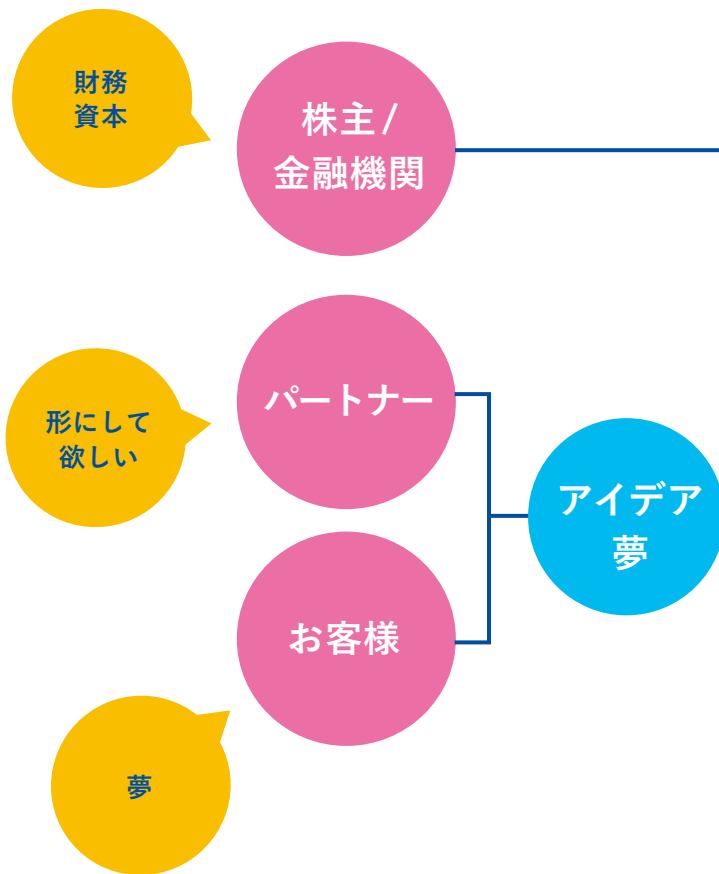 財務
資本
株主/
金融機関
形にして
欲しい
パートナー
アイデア
夢
お客様
夢